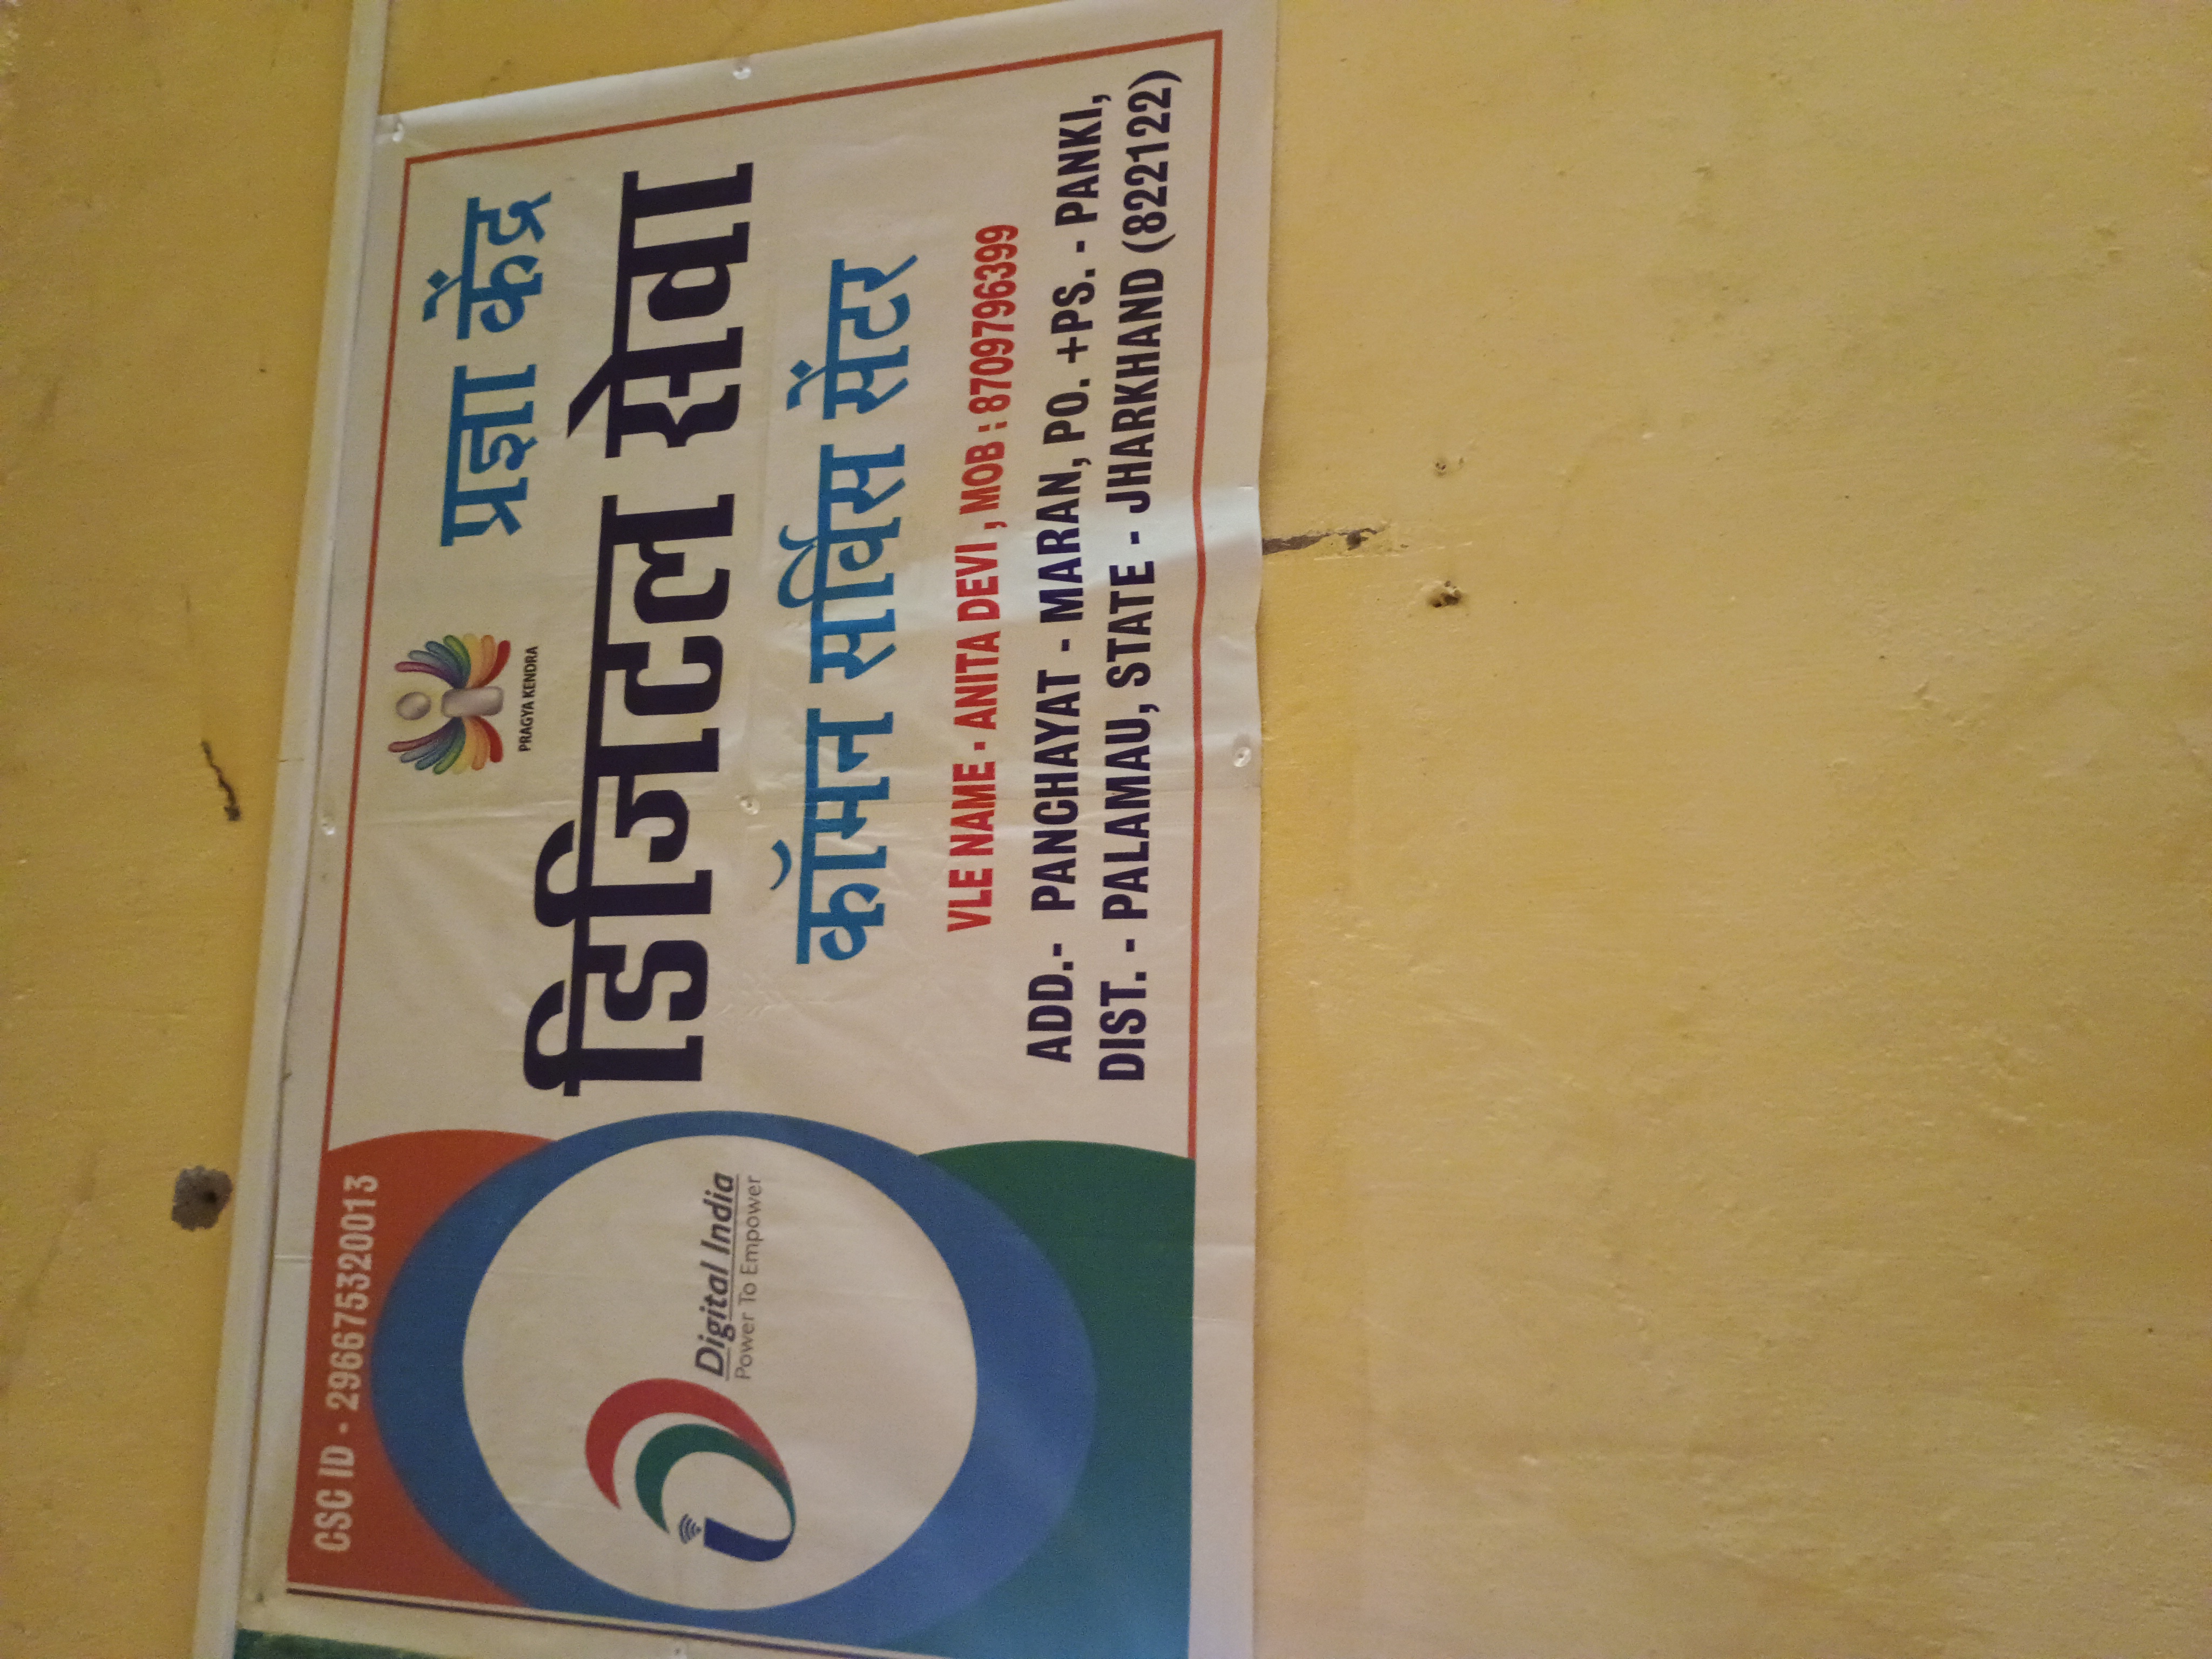 CSC ID - 296675320013
PRAGYA KENDRA
प्रज्ञा केंद्र
डिजिटल सेवा
कॉमन सर्विस सेंटर
VLE NAME - ANITA DEVI , MOB : 8709796399
ADD.- PANCHAYAT - MARAN, PO. +PS. - PANKI,
DIST. - PALAMAU, STATE - JHARKHAND (822122)
Digital India
Power To Empower